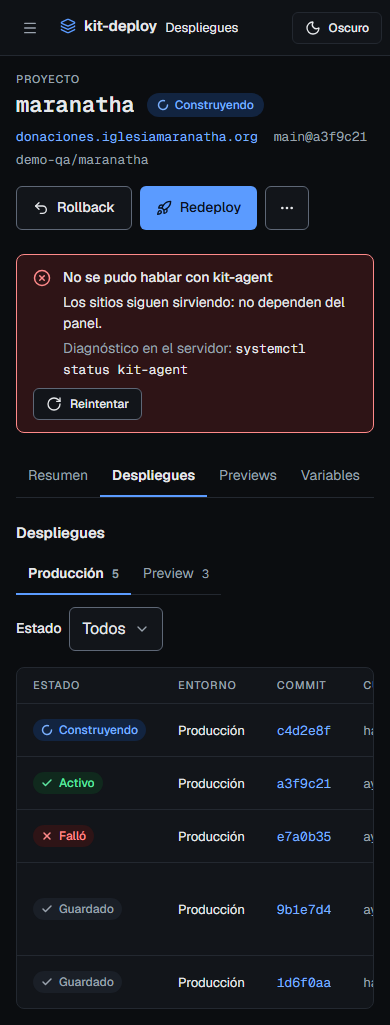 kit-deploy Despliegues Oscuro
PROYECTO
maranatha Construyendo
donaciones.iglesiamaranatha.org main@a3f9c21
demo-qa/maranatha
Rollback Redeploy ...
No se pudo hablar con kit-agent
Los sitios siguen sirviendo: no dependen del
panel.
Diagnóstico en el servidor: systemctl
status kit-agent
Reintentar
Resumen Despliegues Previews Variables
Despliegues
Producción 5 Preview 3
Estado Todos
ESTADO ENTORNO COMMIT
Construyendo Producción c4d2e8f
Activo Producción a3f9c21
Falló Producción e7a0b35
Guardado Producción 9b1e7d4
Guardado Producción 1d6f0aa